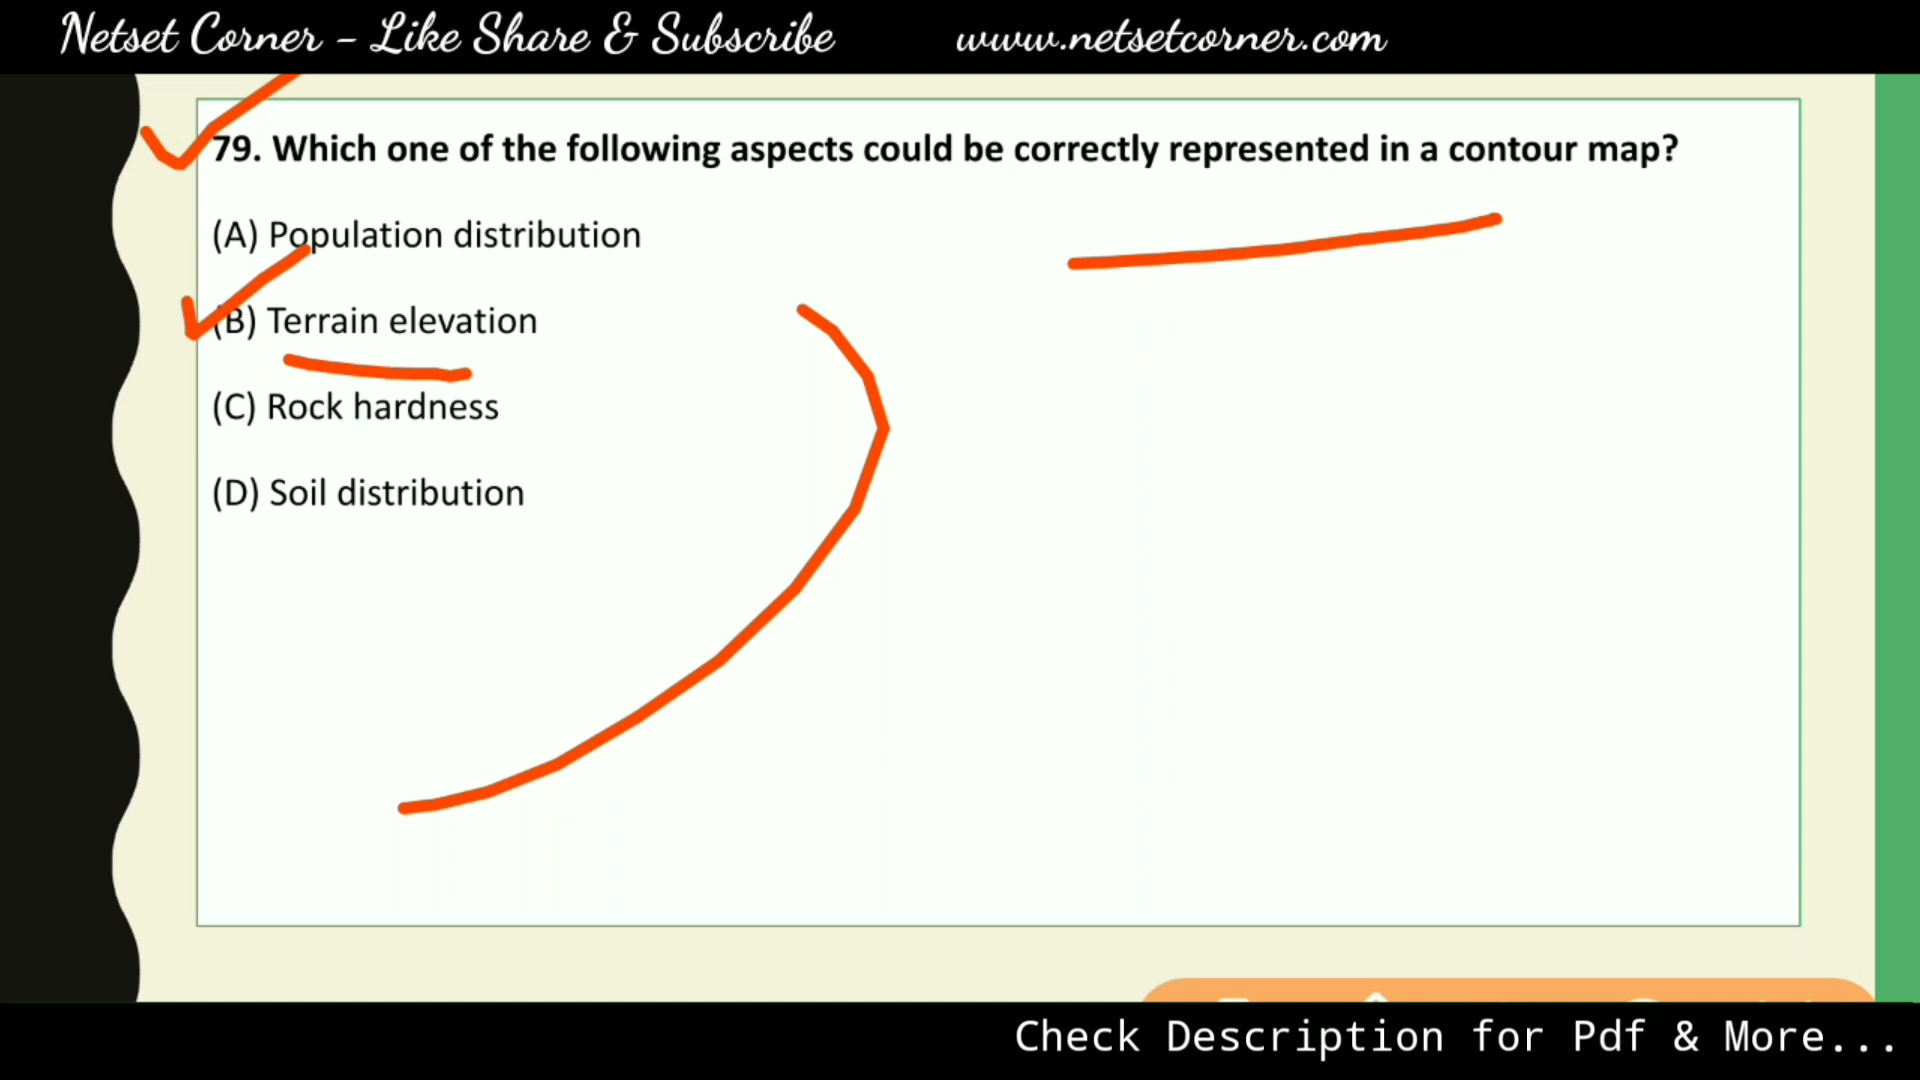 Netset Corner - Like Share & Subscribe www.netsetcorner.com
79. Which one of the following aspects could be correctly represented in a contour map?
(A) Population distribution
(B) Terrain elevation
(C) Rock hardness
(D) Soil distribution
Check Description for Pdf & More...